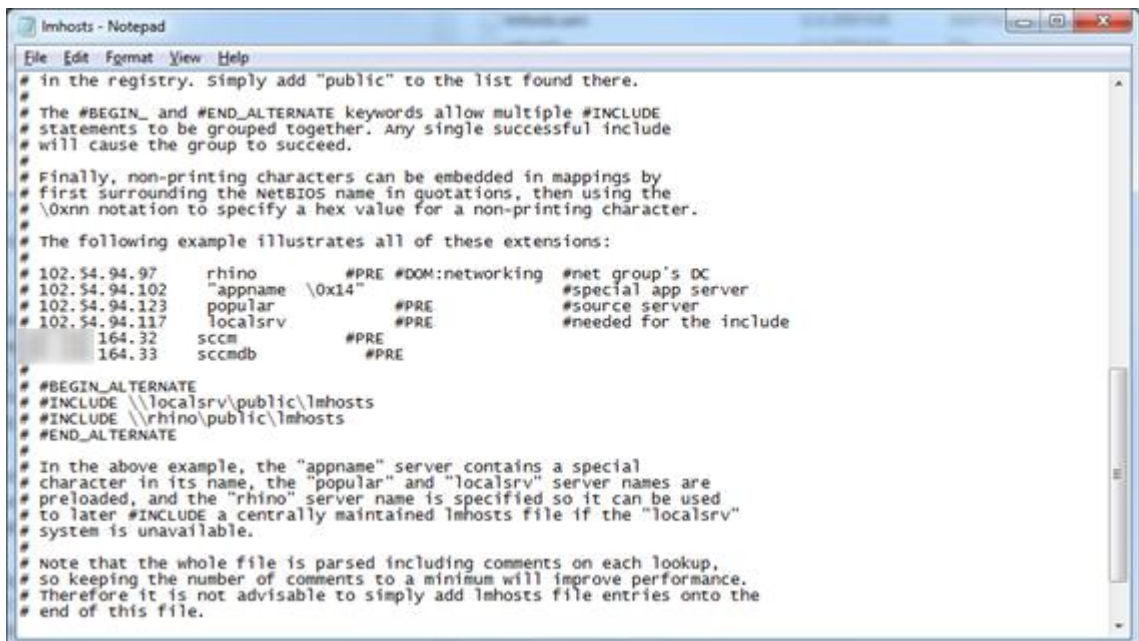 lmhosts - Notepad
File Edit Format View Help
# in the registry. Simply add "public" to the list found there.
#
# The #BEGIN_ and #END_ALTERNATE keywords allow multiple #INCLUDE
# statements to be grouped together. Any single successful include
# will cause the group to succeed.
#
# Finally, non-printing characters can be embedded in mappings by
# first surrounding the NetBIOS name in quotations, then using the
# \0xnn notation to specify a hex value for a non-printing character.
#
# The following example illustrates all of these extensions:
#
# 102.54.94.97 rhino #PRE #DOM:networking #net group's DC
# 102.54.94.102 "appname \0x14" #special app server
# 102.54.94.123 popular #PRE #source server
# 102.54.94.117 localsrv #PRE #needed for the include
164.32 sccm #PRE
164.33 sccmdb #PRE
#
# #BEGIN_ALTERNATE
# #INCLUDE \\localsrv\public\lmhosts
# #INCLUDE \\rhino\public\lmhosts
# #END_ALTERNATE
#
# In the above example, the "appname" server contains a special
# character in its name, the "popular" and "localsrv" server names are
# preloaded, and the "rhino" server name is specified so it can be used
# to later #INCLUDE a centrally maintained lmhosts file if the "localsrv"
# system is unavailable.
#
# Note that the whole file is parsed including comments on each lookup,
# so keeping the number of comments to a minimum will improve performance.
# Therefore it is not advisable to simply add lmhosts file entries onto the
# end of this file.